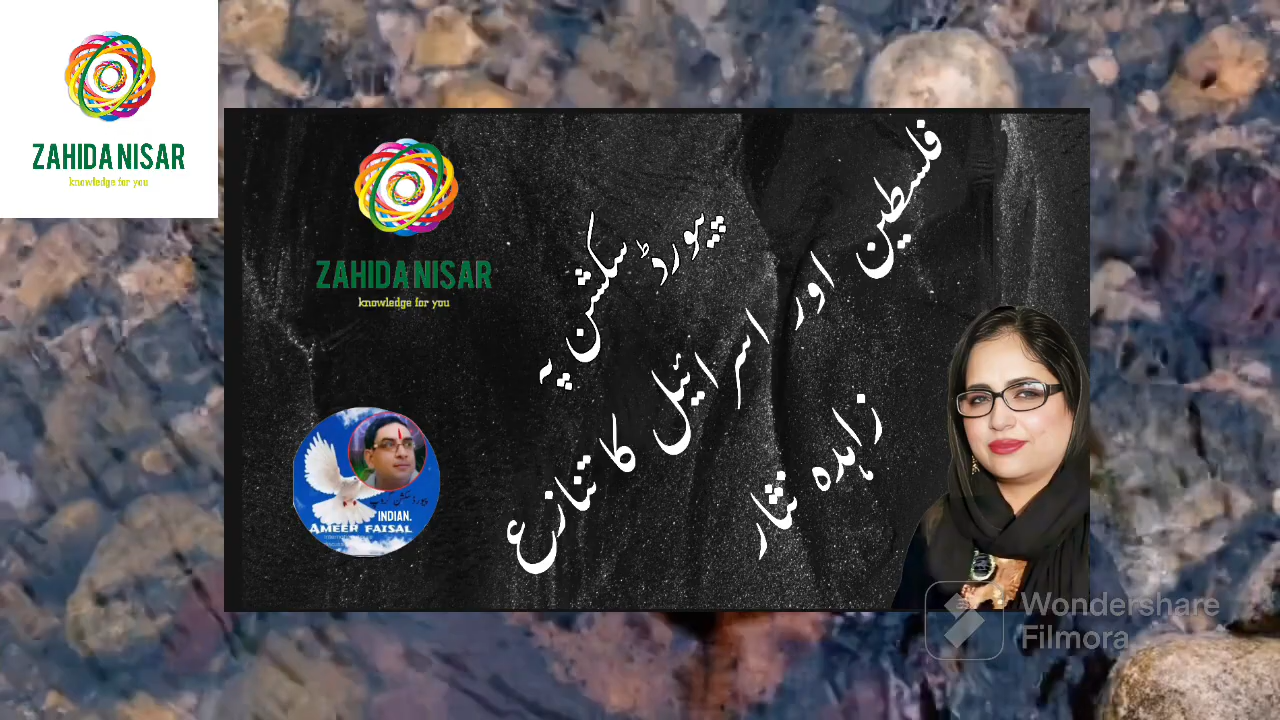 ZAHIDA NISAR
knowledge for you
ZAHIDA NISAR
knowledge for you
پیورڈ سکشن پہ
فلسطین اور اسرائیل کا تنازع
زاہدہ نثار
INDIAN.
AMEER FAISAL
Wondershare
Filmora